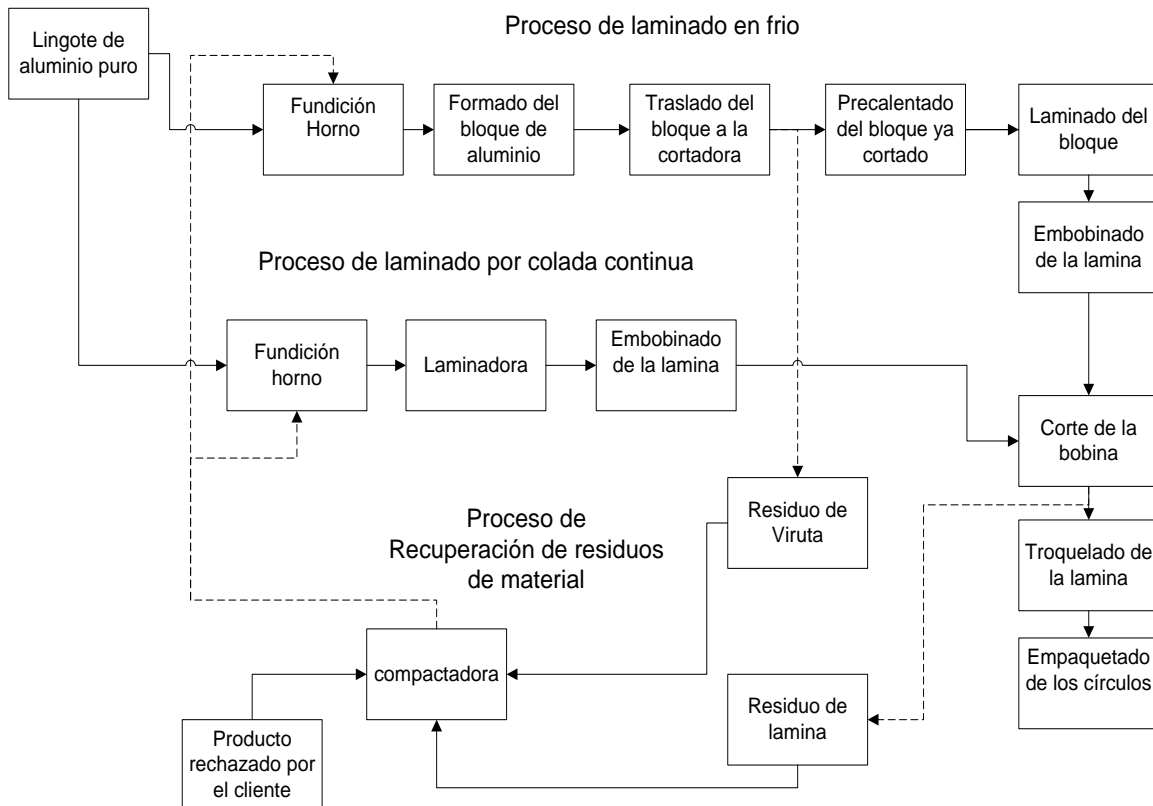 Proceso de laminado en frio
Lingote de
aluminio puro
Fundición
Horno
Formado del
bloque de
aluminio
Traslado del
bloque a la
cortadora
Precalentado
del bloque ya
cortado
Laminado del
bloque
Embobinado
de la lamina
Proceso de laminado por colada continua
Fundición
horno
Laminadora
Embobinado
de la lamina
Corte de la
bobina
Residuo de
Viruta
Proceso de
Recuperación de residuos
de material
Troquelado de
la lamina
compactadora
Empaquetado
de los círculos
Residuo de
lamina
Producto
rechazado por
el cliente